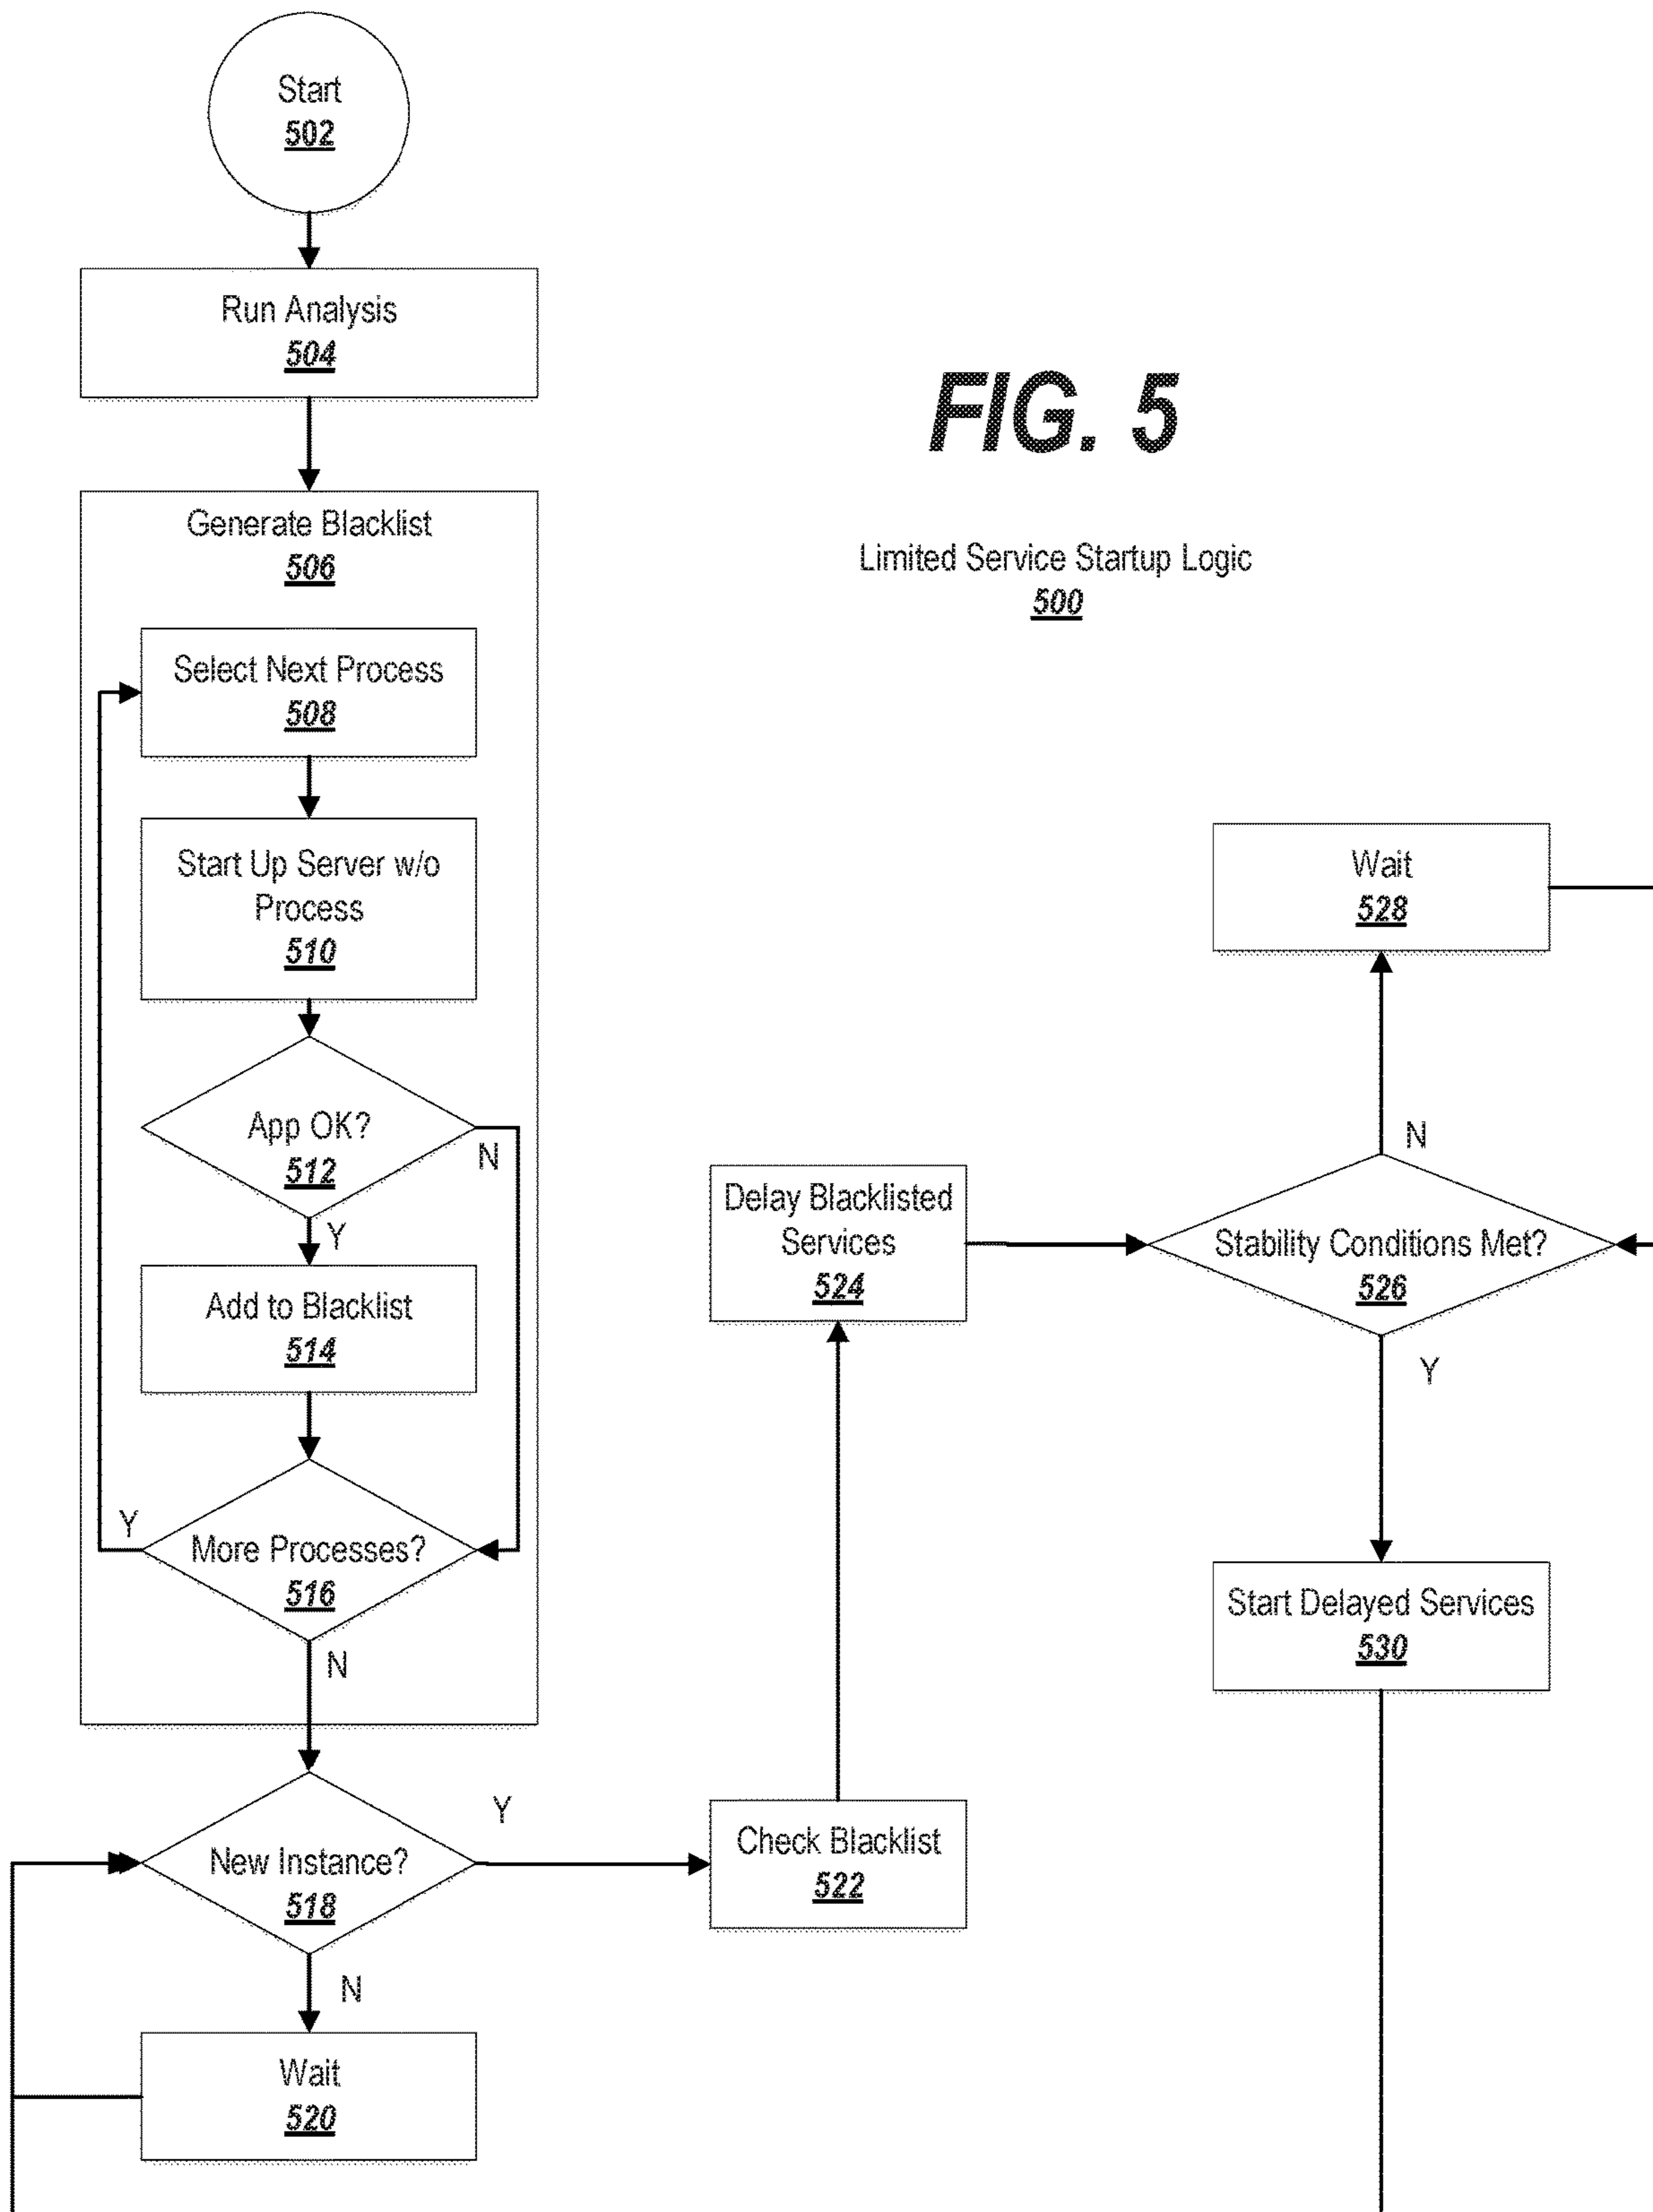 Start
502
Run Analysis
504
FIG. 5
Limited Service Startup Logic
500
Generate Blacklist
506
Select Next Process
508
Start Up Server w/o
Process
510
App OK?
512
N
Y
Add to Blacklist
514
More Processes?
516
Y
N
New Instance?
518
Y
N
Wait
520
Check Blacklist
522
Delay Blacklisted
Services
524
Stability Conditions Met?
526
N
Y
Wait
528
Start Delayed Services
530